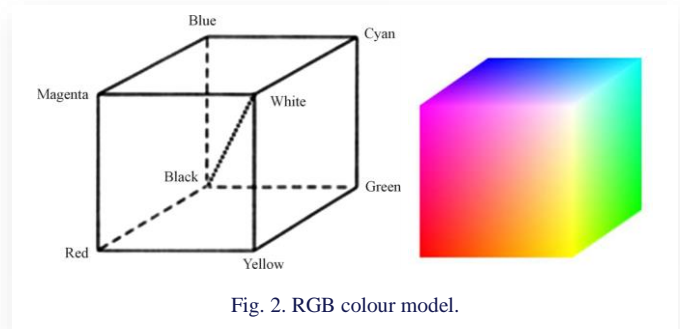 Blue
Cyan
Magenta
White
Black
Green
Red
Yellow
Fig. 2. RGB colour model.